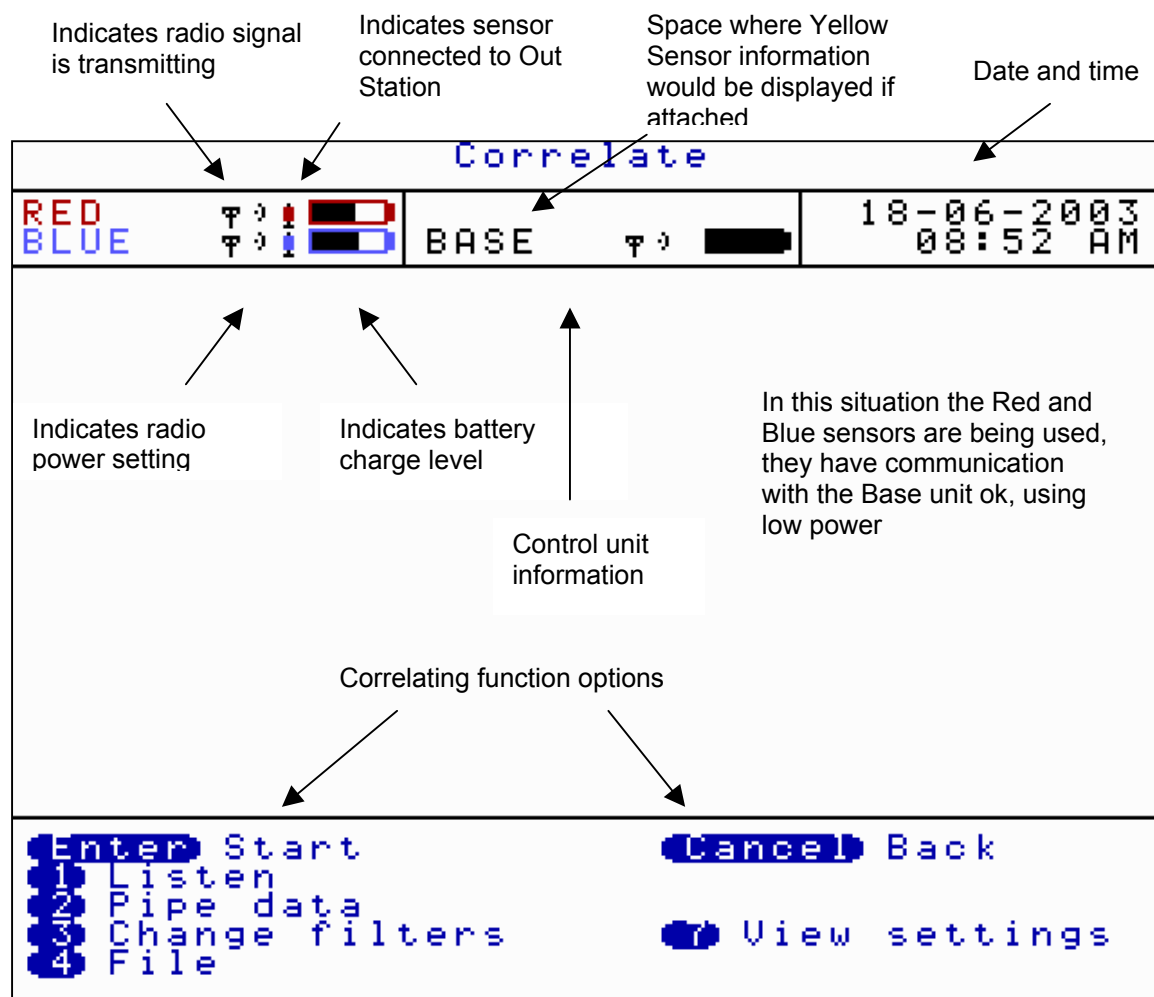 Indicates radio signal
is transmitting
Indicates sensor
connected to Out
Station
Space where Yellow
Sensor information
would be displayed if
attached
Date and time
Correlate
RED
BLUE
BASE
18-06-2003
08:52 AM
Indicates radio
power setting
Indicates battery
charge level
Control unit
information
In this situation the Red and
Blue sensors are being used,
they have communication
with the Base unit ok, using
low power
Correlating function options
Enter Start
1 Listen
2 Pipe data
3 Change filters
4 File
Cancel Back
View settings